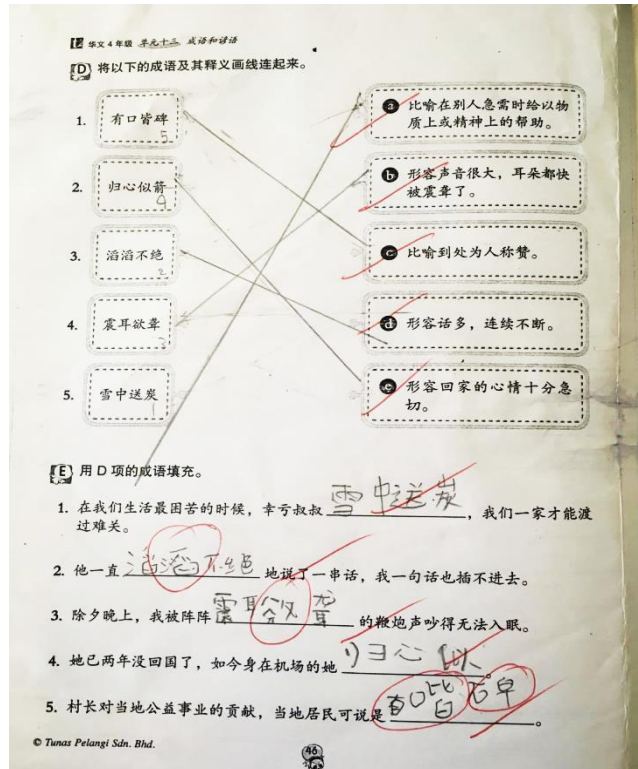 华文4年级 单元十三 成语和谚语
D 将以下的成语及其释义画线连起来。
1. 有口皆碑
5
a 比喻在别人急需时给以物
质上或精神上的帮助。
2. 归心似箭
4
b 形容声音很大，耳朵都快
被震聋了。
3. 滔滔不绝
2
c 比喻到处为人称赞。
4. 震耳欲聋
3
d 形容话多，连续不断。
5. 雪中送炭
1
e 形容回家的心情十分急
切。
E 用 D 项的成语填充。
1. 在我们生活最困苦的时候，幸亏叔叔雪中送炭，我们一家才能渡
过难关。
2. 他一直滔滔不绝地说了一串话，我一句话也插不进去。
3. 除夕晚上，我被阵阵震耳欲聋的鞭炮声吵得无法入眠。
4. 她已两年没回国了，如今身在机场的她归心似。
5. 村长对当地公益事业的贡献，当地居民可说是口皆。
© Tunas Pelangi Sdn. Bhd.
46